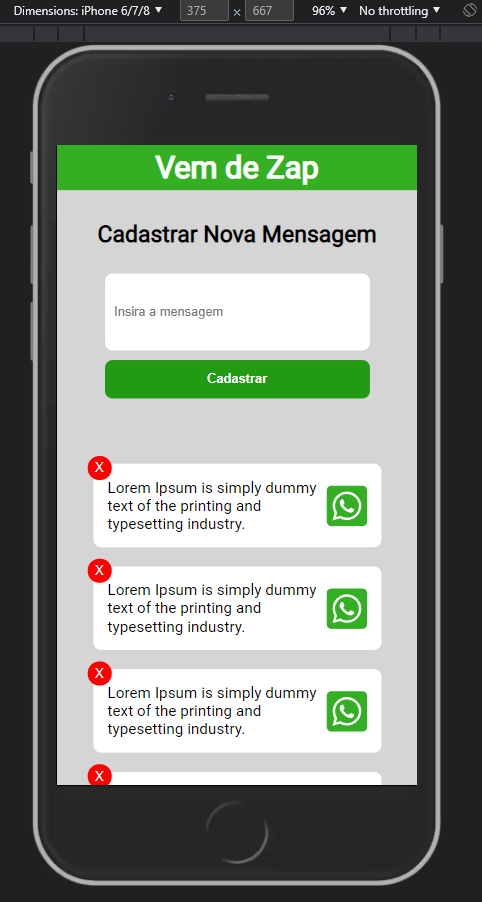 Dimensions: iPhone 6/7/8 ▼ 375 × 667 96% ▼ No throttling ▼
Vem de Zap
Cadastrar Nova Mensagem
Insira a mensagem
Cadastrar
X
Lorem Ipsum is simply dummy
text of the printing and
typesetting industry.
X
Lorem Ipsum is simply dummy
text of the printing and
typesetting industry.
X
Lorem Ipsum is simply dummy
text of the printing and
typesetting industry.
X